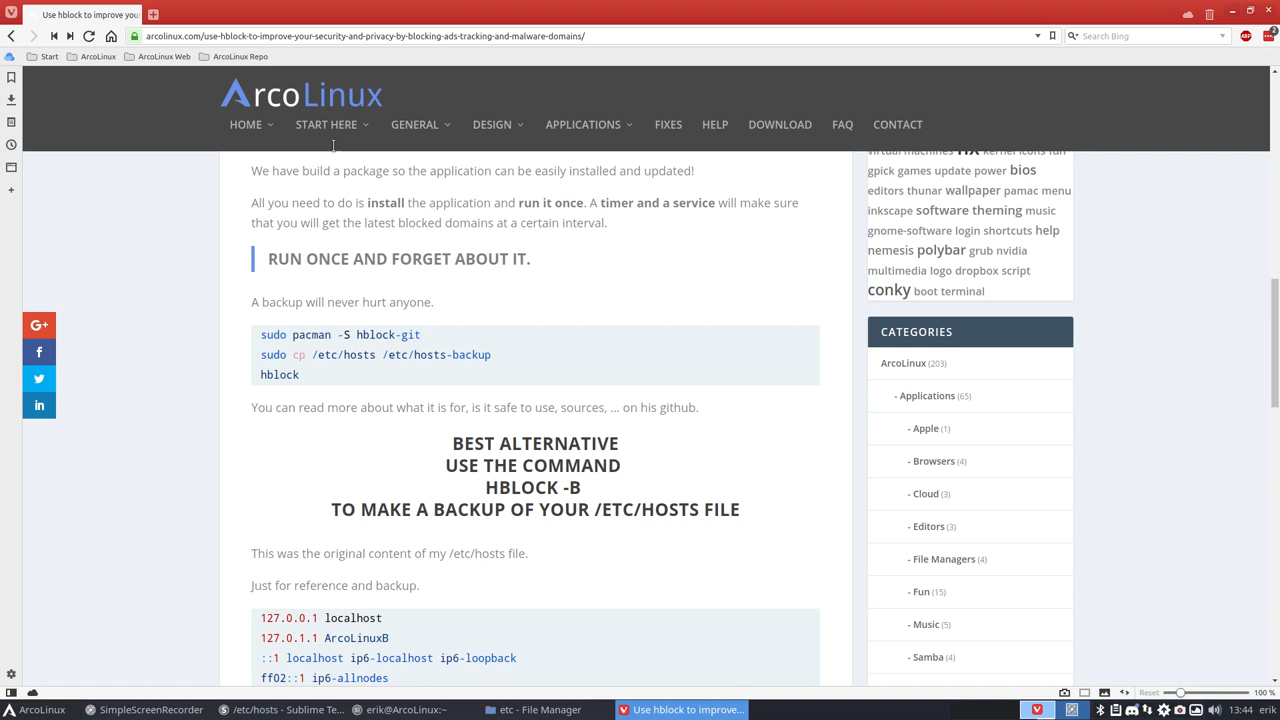 Use hblock to improve your
arcolinux.com/use-hblock-to-improve-your-security-and-privacy-by-blocking-ads-tracking-and-malware-domains/
Search Bing
2
Start
ArcoLinux
ArcoLinux Web
ArcoLinux Repo
ArcoLinux
HOME
START HERE
GENERAL
DESIGN
APPLICATIONS
FIXES
HELP
DOWNLOAD
FAQ
CONTACT
We have build a package so the application can be easily installed and updated!
All you need to do is install the application and run it once. A timer and a service will make sure
that you will get the latest blocked domains at a certain interval.
RUN ONCE AND FORGET ABOUT IT.
A backup will never hurt anyone.
sudo pacman -S hblock-git
sudo cp /etc/hosts /etc/hosts-backup
hblock
You can read more about what it is for, is it safe to use, sources, ... on his github.
BEST ALTERNATIVE
USE THE COMMAND
HBLOCK -B
TO MAKE A BACKUP OF YOUR /ETC/HOSTS FILE
This was the original content of my /etc/hosts file.
Just for reference and backup.
127.0.0.1 localhost
127.0.1.1 ArcoLinuxB
::1 localhost ip6-localhost ip6-loopback
ff02::1 ip6-allnodes
G+
f
in
virtual machines kernel icons fun
gpick games update power bios
editors thunar wallpaper pamac menu
inkscape software theming music
gnome-software login shortcuts help
nemesis polybar grub nvidia
multimedia logo dropbox script
conky boot terminal
CATEGORIES
ArcoLinux (203)
- Applications (65)
- Apple (1)
- Browsers (4)
- Cloud (3)
- Editors (3)
- File Managers (4)
- Fun (15)
- Music (5)
- Samba (4)
Reset
100 %
ArcoLinux
SimpleScreenRecorder
/etc/hosts - Sublime Te...
erik@ArcoLinux:~
etc - File Manager
Use hblock to improve...
13:44
erik